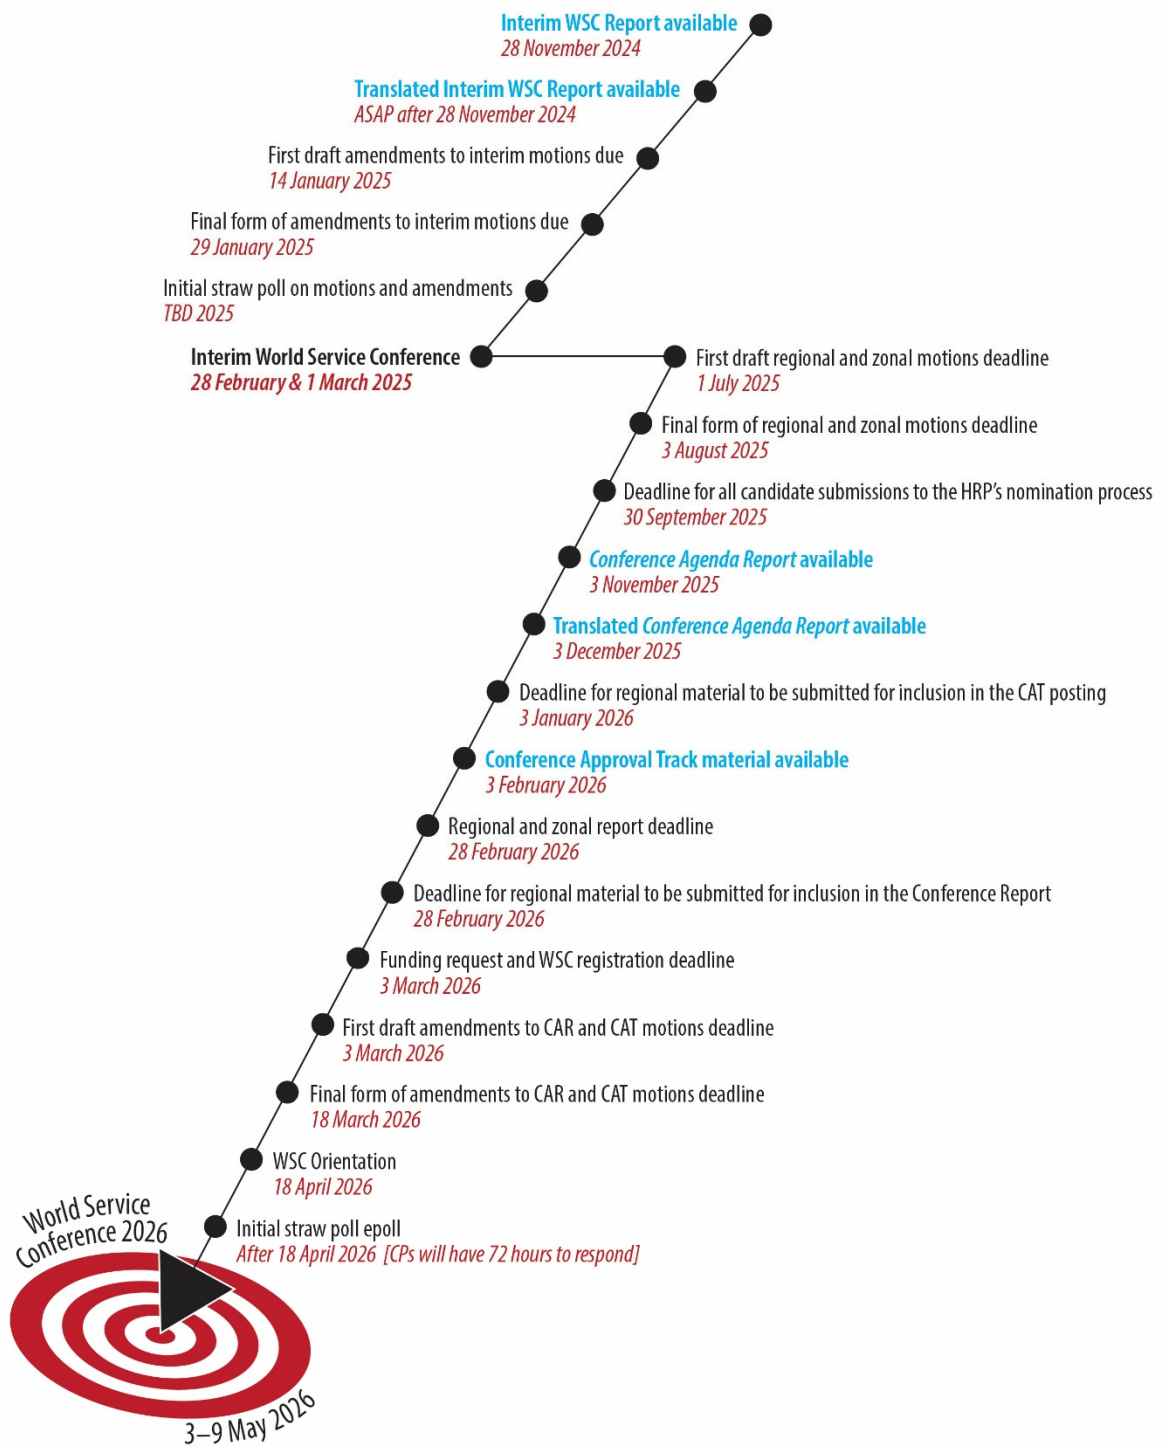 Interim WSC Report available
28 November 2024
Translated Interim WSC Report available
ASAP after 28 November 2024
First draft amendments to interim motions due
14 January 2025
Final form of amendments to interim motions due
29 January 2025
Initial straw poll on motions and amendments
TBD 2025
Interim World Service Conference
28 February & 1 March 2025
First draft regional and zonal motions deadline
1 July 2025
Final form of regional and zonal motions deadline
3 August 2025
Deadline for all candidate submissions to the HRP’s nomination process
30 September 2025
Conference Agenda Report available
3 November 2025
Translated Conference Agenda Report available
3 December 2025
Deadline for regional material to be submitted for inclusion in the CAT posting
3 January 2026
Conference Approval Track material available
3 February 2026
Regional and zonal report deadline
28 February 2026
Deadline for regional material to be submitted for inclusion in the Conference Report
28 February 2026
Funding request and WSC registration deadline
3 March 2026
First draft amendments to CAR and CAT motions deadline
3 March 2026
Final form of amendments to CAR and CAT motions deadline
18 March 2026
WSC Orientation
18 April 2026
Initial straw poll epoll
After 18 April 2026 [CPs will have 72 hours to respond]
World Service
Conference 2026
3–9 May 2026